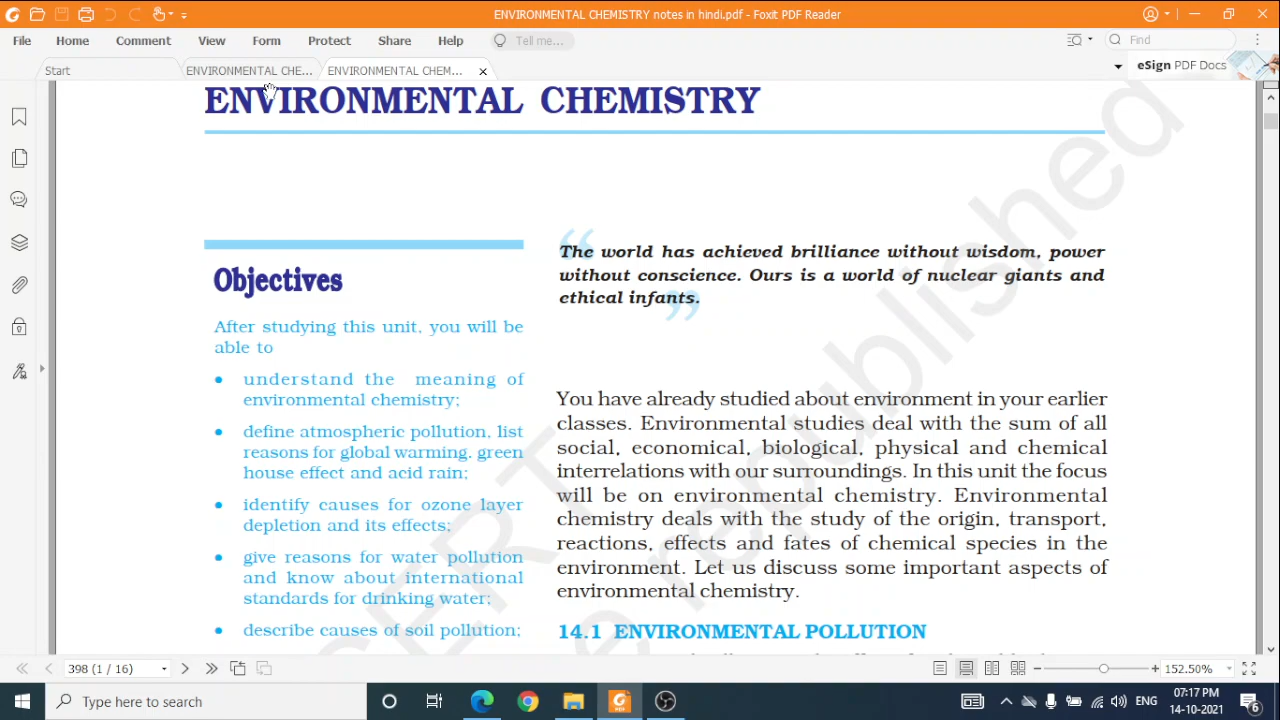 ENVIRONMENTAL CHEMISTRY notes in hindi.pdf - Foxit PDF Reader
File Home Comment View Form Protect Share Help Tell me... Find
Start ENVIRONMENTAL CHE... ENVIRONMENTAL CHEM... eSign PDF Docs
ENVIRONMENTAL CHEMISTRY
Objectives
After studying this unit, you will be
able to
• understand the meaning of
environmental chemistry;
• define atmospheric pollution, list
reasons for global warming. green
house effect and acid rain;
• identify causes for ozone layer
depletion and its effects;
• give reasons for water pollution
and know about international
standards for drinking water;
• describe causes of soil pollution;
“The world has achieved brilliance without wisdom, power
without conscience. Ours is a world of nuclear giants and
ethical infants.”
You have already studied about environment in your earlier
classes. Environmental studies deal with the sum of all
social, economical, biological, physical and chemical
interrelations with our surroundings. In this unit the focus
will be on environmental chemistry. Environmental
chemistry deals with the study of the origin, transport,
reactions, effects and fates of chemical species in the
environment. Let us discuss some important aspects of
environmental chemistry.
14.1 ENVIRONMENTAL POLLUTION
republished
398 (1 / 16) 152.50%
Type here to search
ENG
07:17 PM
14-10-2021
6